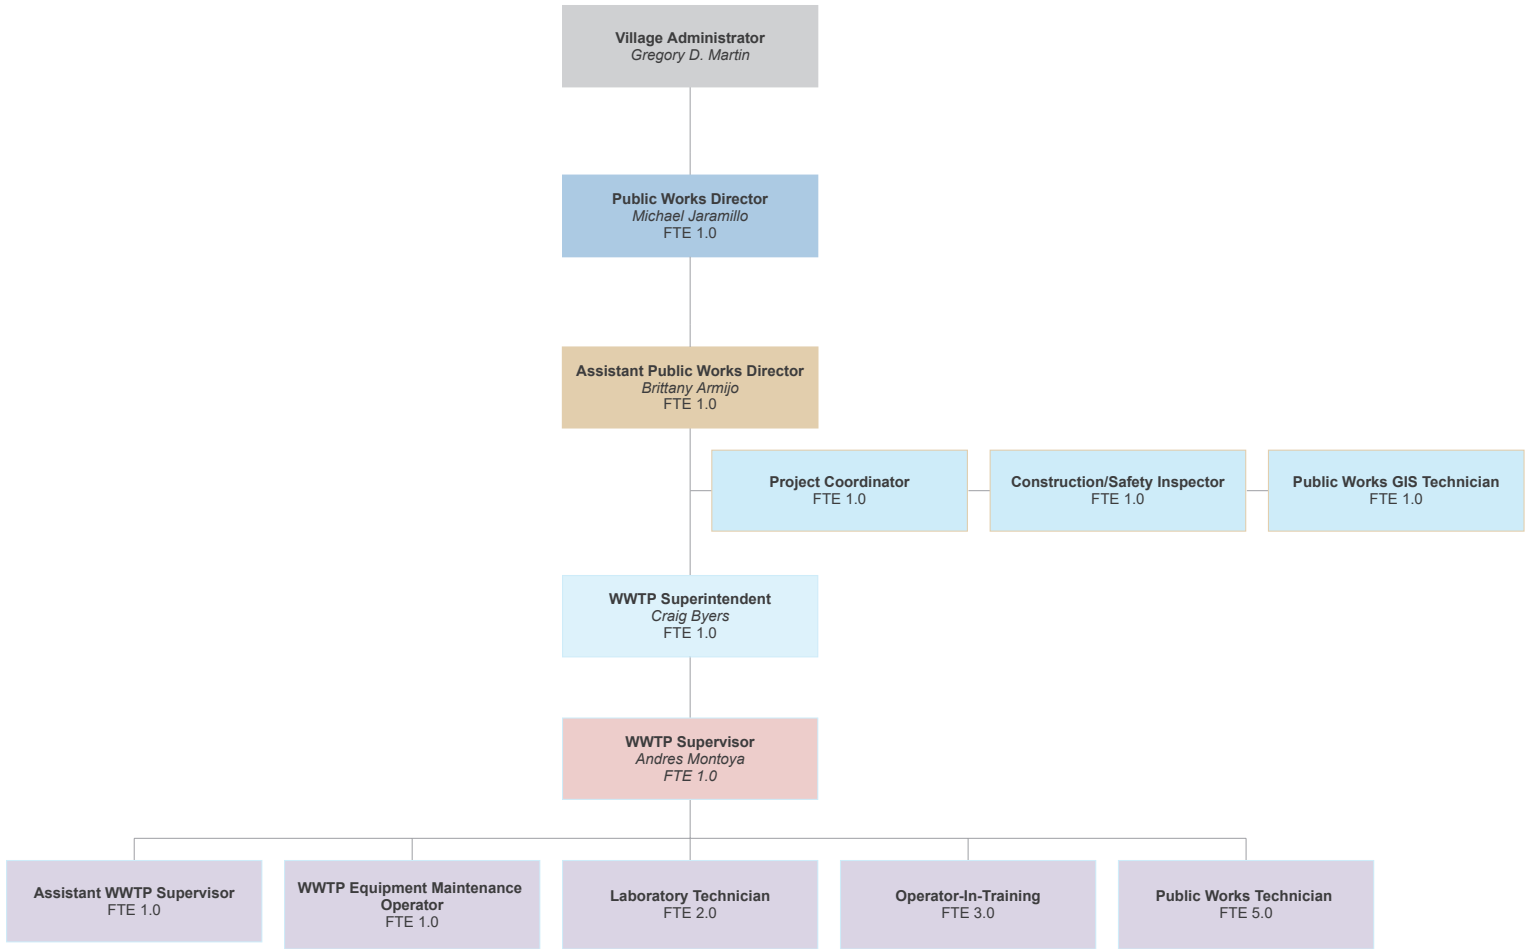 Village Administrator
Gregory D. Martin
Public Works Director
Michael Jaramillo
FTE 1.0
Assistant Public Works Director
Brittany Armijo
FTE 1.0
Project Coordinator
FTE 1.0
Construction/Safety Inspector
FTE 1.0
Public Works GIS Technician
FTE 1.0
WWTP Superintendent
Craig Byers
FTE 1.0
WWTP Supervisor
Andres Montoya
FTE 1.0
Assistant WWTP Supervisor
FTE 1.0
WWTP Equipment Maintenance
Operator
FTE 1.0
Laboratory Technician
FTE 2.0
Operator-In-Training
FTE 3.0
Public Works Technician
FTE 5.0